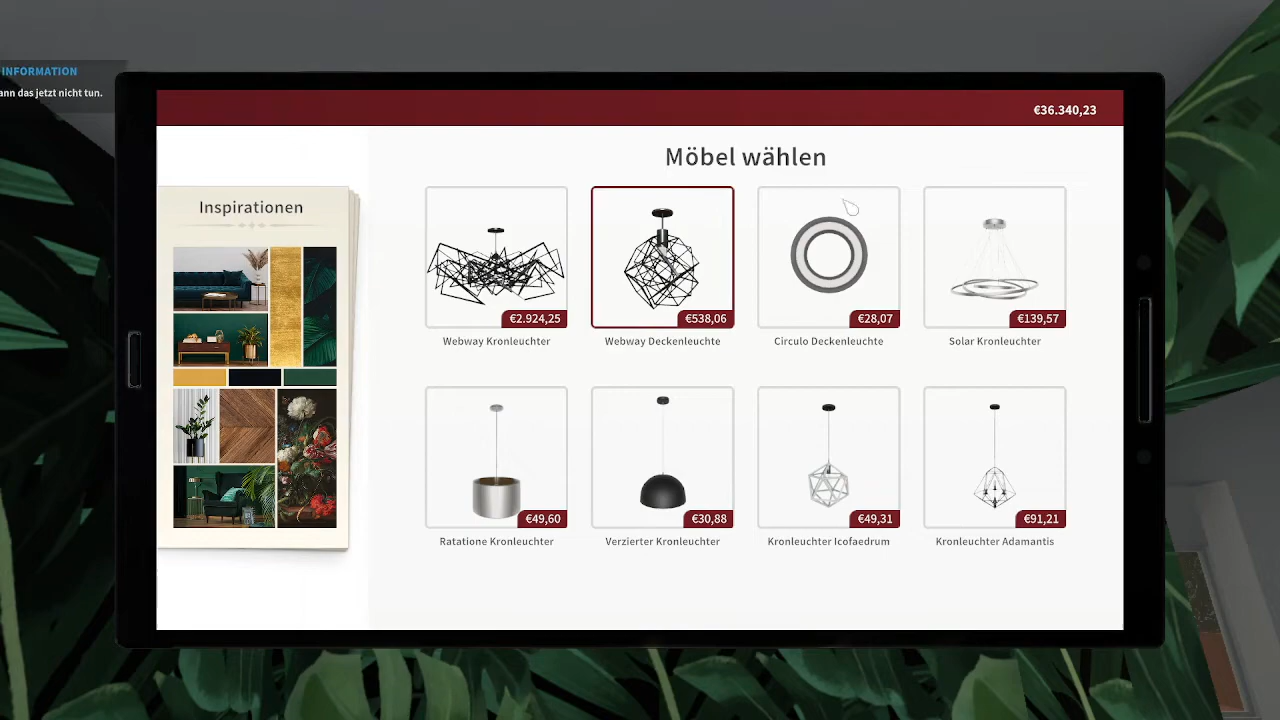 INFORMATION
ann das jetzt nicht tun.
€36.340,23
Möbel wählen
Inspirationen
€2.924,25
€538,06
€28,07
€139,57
Webway Kronleuchter
Webway Deckenleuchte
Circulo Deckenleuchte
Solar Kronleuchter
€49,60
€30,88
€49,31
€91,21
Ratatione Kronleuchter
Verzierter Kronleuchter
Kronleuchter Icofaedrum
Kronleuchter Adamantis